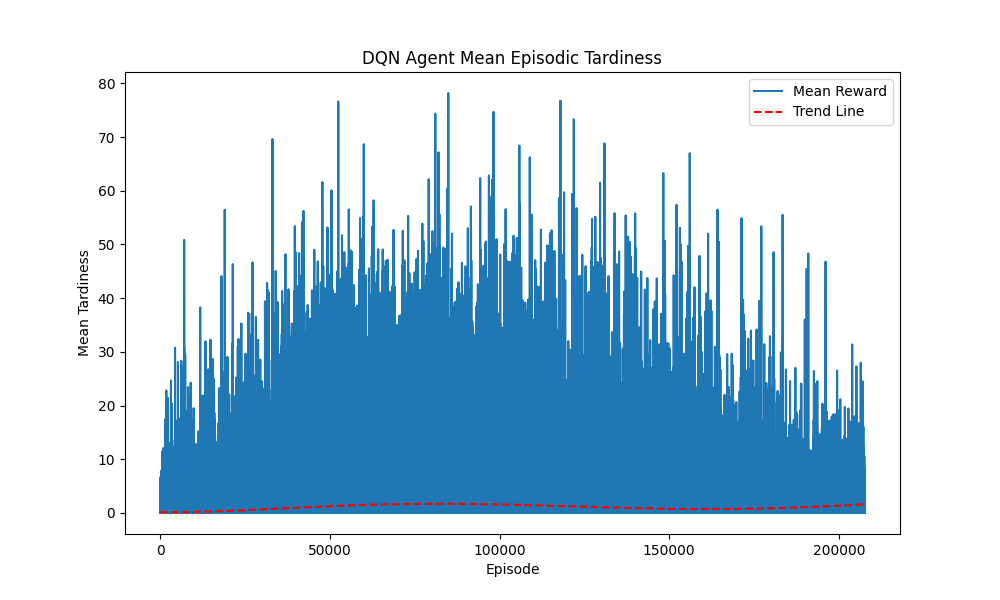 DQN Agent Mean Episodic Tardiness
Mean Reward
Trend Line
80
70
60
50
40
30
20
10
0
Mean Tardiness
0
50000
100000
150000
200000
Episode